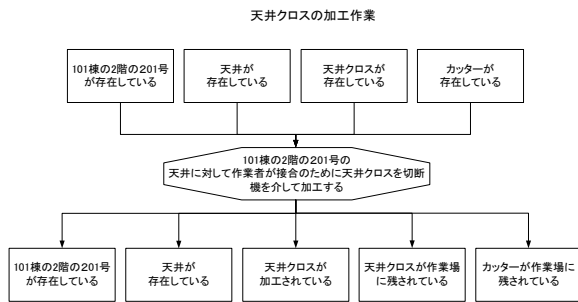 天井クロスの加工作業
101棟の2階の201号
が存在している
天井が
存在している
天井クロスが
存在している
カッターが
存在している
101棟の2階の201号の
天井に対して作業者が接合のために天井クロスを切断
機を介して加工する
101棟の2階の201号
が存在している
天井が
存在している
天井クロスが
加工されている
天井クロスが作業場
に残されている
カッターが作業場に
残されている